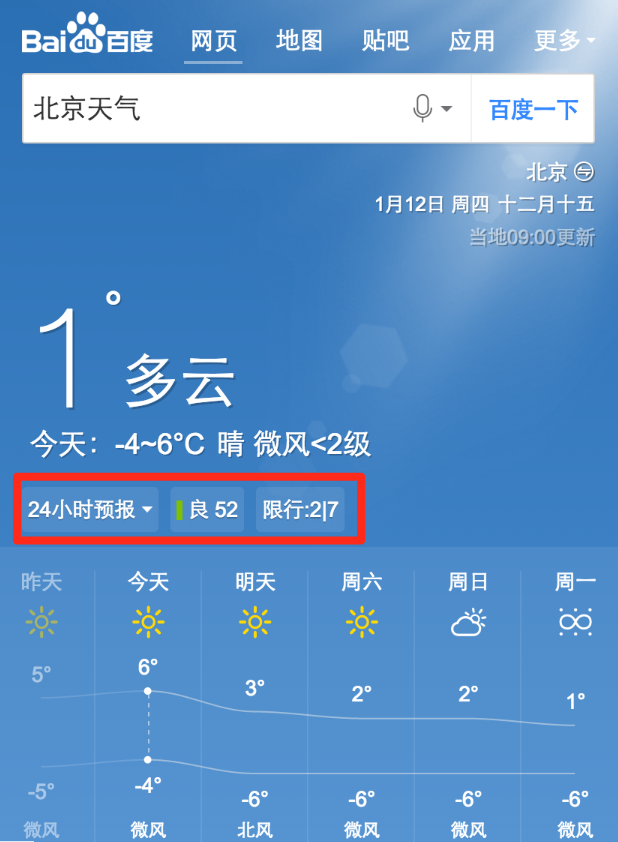 Bai du 百度 网页 地图 贴吧 应用 更多
北京天气 百度一下
北京
1月12日 周四 十二月十五
当地09:00更新
1° 多云
今天: -4~6°C 晴 微风<2级
24小时预报 良 52 限行:2|7
昨天 今天 明天 周六 周日 周一
5° 6° 3° 2° 2° 1°
-5° -4° -6° -6° -6° -6°
微风 微风 北风 微风 微风 微风